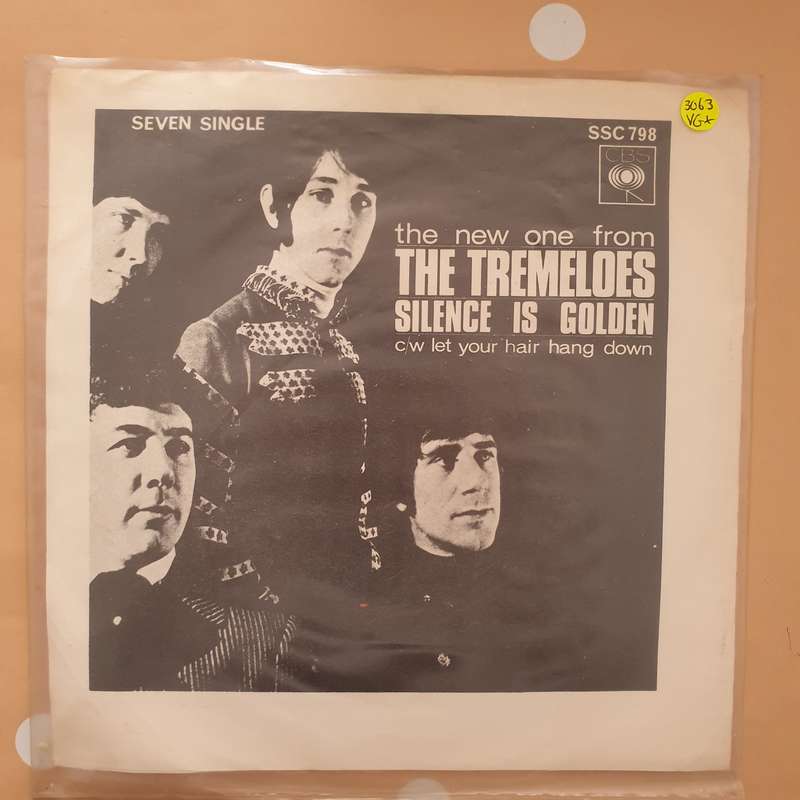 SEVEN SINGLE
SSC 798
3063
VG+
CBS
the new one from
THE TREMELOES
SILENCE IS GOLDEN
c/w let your hair hang down